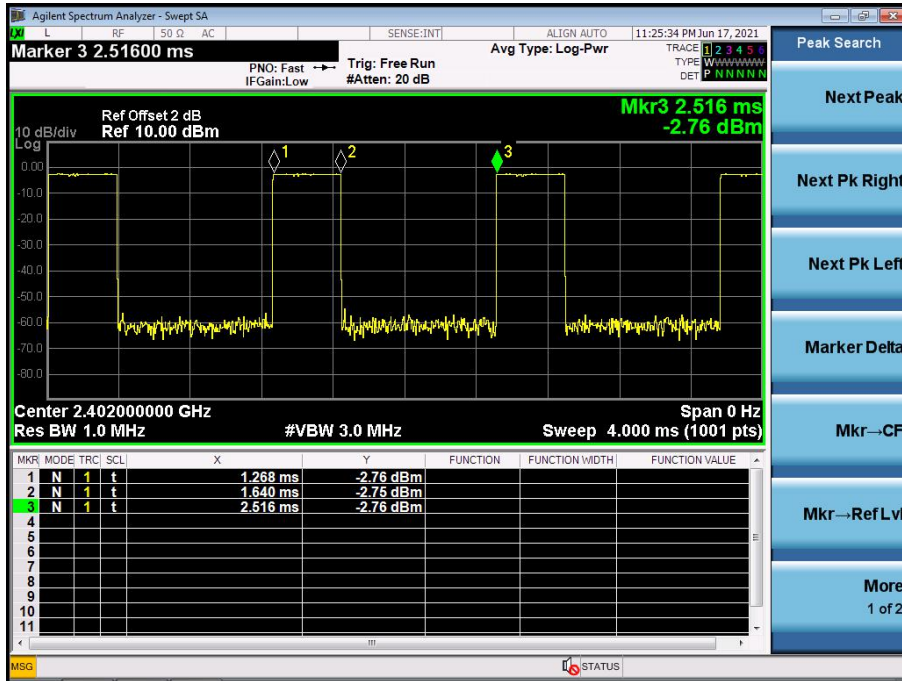 Agilent Spectrum Analyzer - Swept SA
LXI L RF 50 Ω AC SENSE:INT ALIGN AUTO 11:25:34 PM Jun 17, 2021
Marker 3 2.51600 ms
PNO: Fast
IFGain:Low
Trig: Free Run
#Atten: 20 dB
Avg Type: Log-Pwr
TRACE 1 2 3 4 5 6
TYPE WWWWWW
DET P N N N N N
Peak Search
Next Peak
Next Pk Right
Next Pk Left
Marker Delta
Mkr→CF
Mkr→Ref Lvl
More
1 of 2
Mkr3 2.516 ms
-2.76 dBm
Ref Offset 2 dB
10 dB/div Ref 10.00 dBm
Log
1 2 3
0.00
-10.0
-20.0
-30.0
-40.0
-50.0
-60.0
-70.0
-80.0
Center 2.402000000 GHz Span 0 Hz
Res BW 1.0 MHz #VBW 3.0 MHz Sweep 4.000 ms (1001 pts)
MKR MODE TRC SCL X Y FUNCTION FUNCTION WIDTH FUNCTION VALUE
1 N 1 t 1.268 ms -2.76 dBm
2 N 1 t 1.640 ms -2.75 dBm
3 N 1 t 2.516 ms -2.76 dBm
4
5
6
7
8
9
10
11
MSG STATUS